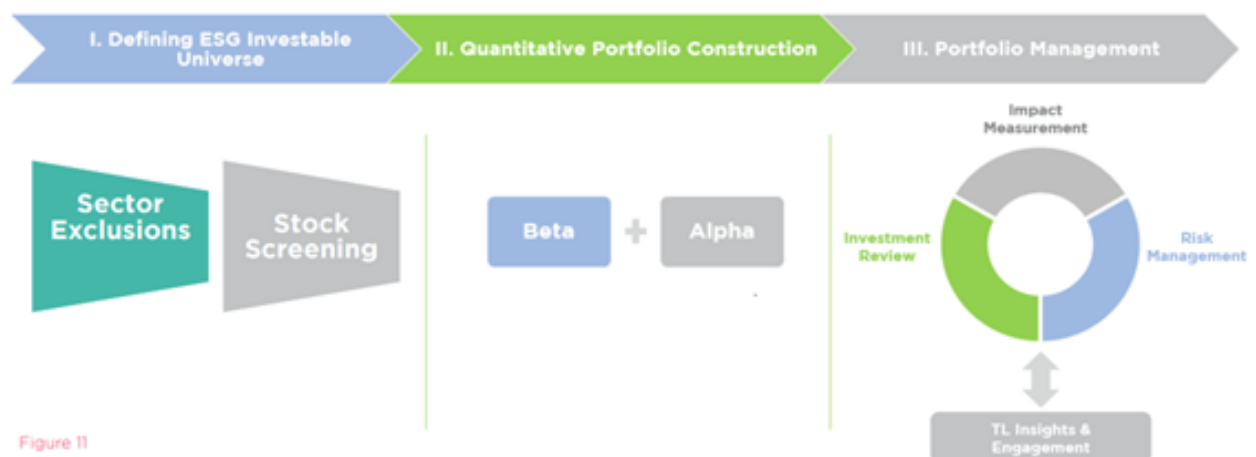 I. Defining ESG Investable
Universe
II. Quantitative Portfolio Construction
III. Portfolio Management
Sector
Exclusions
Stock
Screening
Beta
+
Alpha
Impact
Measurement
Investment
Review
Risk
Management
TL Insights &
Engagement
Figure 11